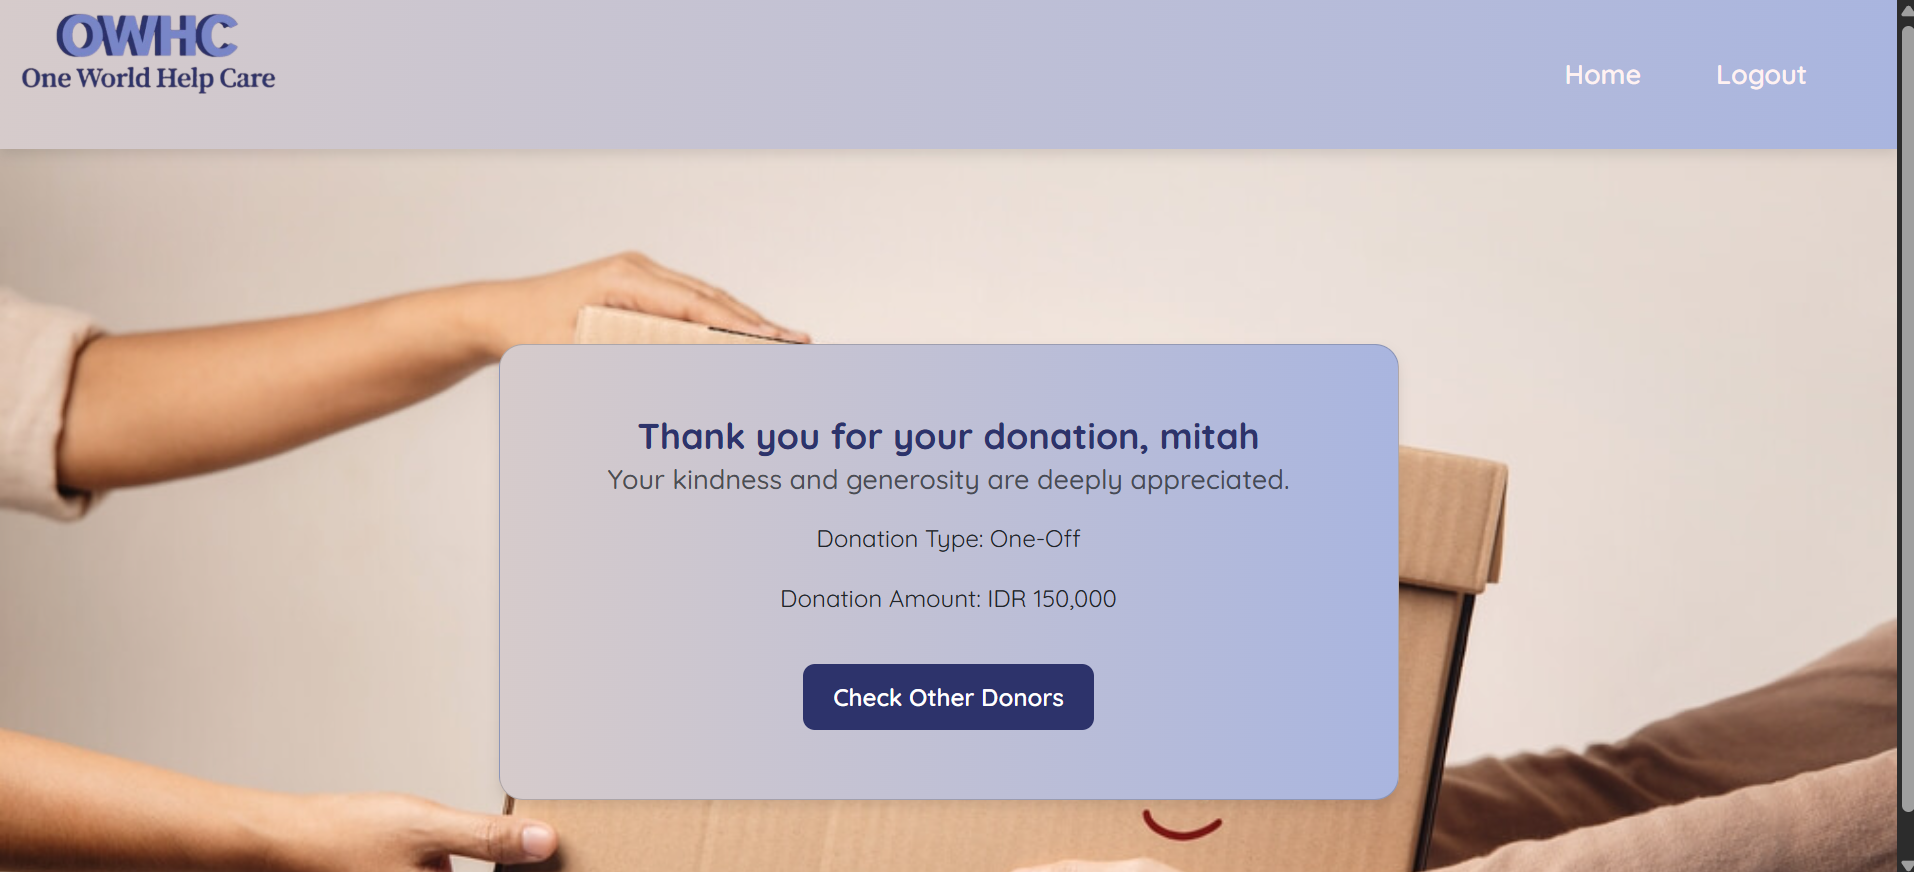 OWHC
One World Help Care
Home
Logout
Thank you for your donation, mitah
Your kindness and generosity are deeply appreciated.
Donation Type: One-Off
Donation Amount: IDR 150,000
Check Other Donors